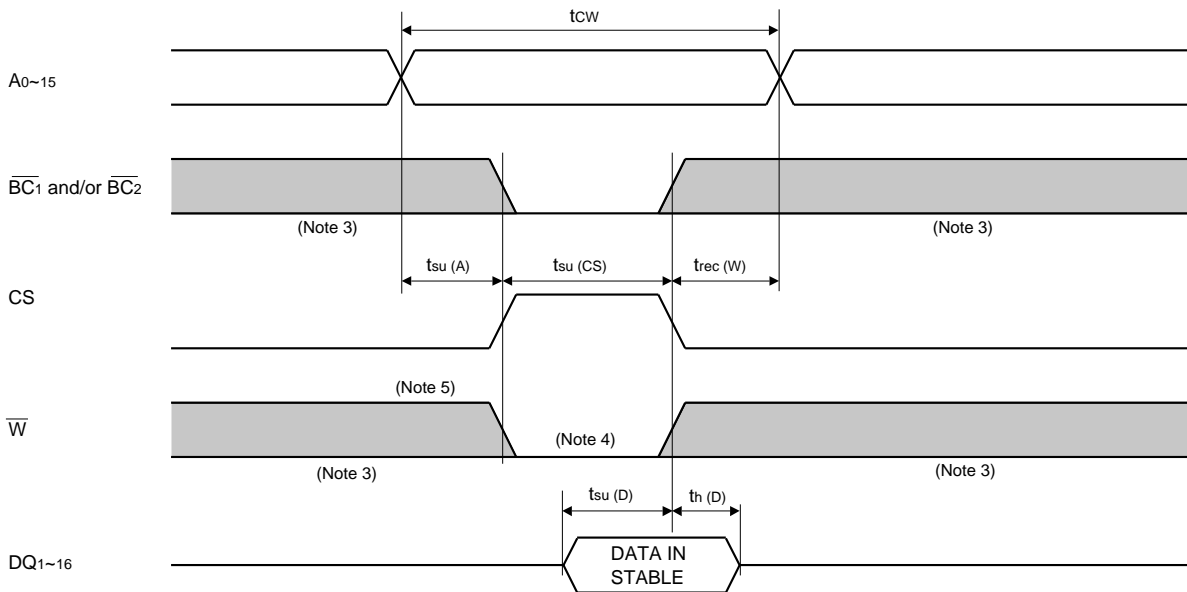 tCW
A0~15
BC1 and/or BC2
(Note 3)
(Note 3)
tsu (A)
tsu (CS)
trec (W)
CS
(Note 5)
W
(Note 4)
(Note 3)
(Note 3)
tsu (D)
th (D)
DQ1~16
DATA IN
STABLE